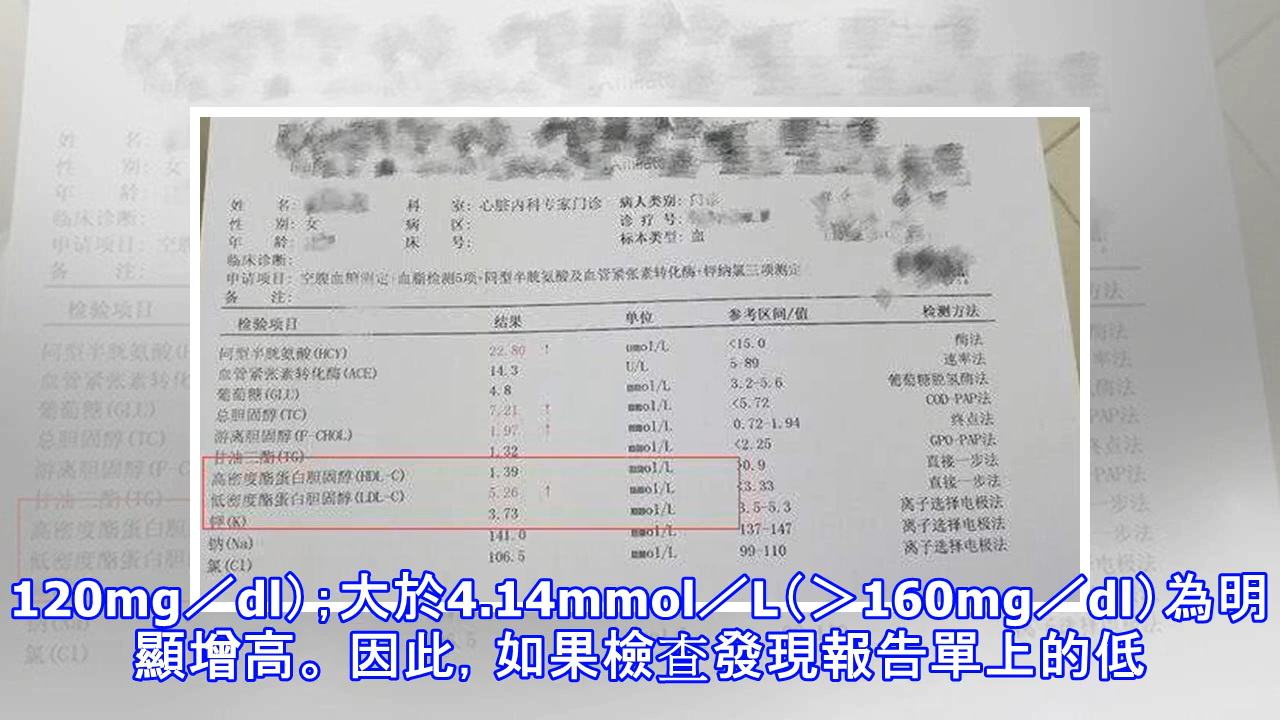 姓 名: 科 室: 心脏内科专家门诊 病人类别: 门诊
性 别: 女 病 区: 诊 疗 号:
年 龄: 床 号: 标本类型: 血
临床诊断:
申请项目: 空腹血糖测定+血脂检测5项+同型半胱氨酸及血管紧张素转化酶+钾纳氯三项测定
备 注:
检验项目 结果 单位 参考区间/值 检测方法
同型半胱氨酸(HCY) 22.80 ↑ umol/L <15.0 酶法
血管紧张素转化酶(ACE) 14.3 U/L 5-89 速率法
葡萄糖(GLU) 4.8 mmol/L 3.2-5.6 葡萄糖脱氢酶法
总胆固醇(TC) 7.21 ↑ mmol/L <5.72 COD-PAP法
游离胆固醇(F-CHOL) 1.97 ↑ mmol/L 0.72-1.94 终点法
甘油三酯(TG) 1.32 mmol/L <2.25 GPO-PAP法
高密度酯蛋白胆固醇(HDL-C) 1.39 mmol/L >0.9 直接一步法
低密度酯蛋白胆固醇(LDL-C) 5.26 ↑ mmol/L <3.33 直接一步法
钾(K) 3.73 mmol/L 3.5-5.3 离子选择电极法
钠(Na) 141.0 mmol/L 137-147 离子选择电极法
氯(Cl) 106.5 mmol/L 99-110 离子选择电极法
120mg／dl）;大於4.14mmol／L（＞160mg／dl）為明
顯增高。因此, 如果檢查發現報告單上的低